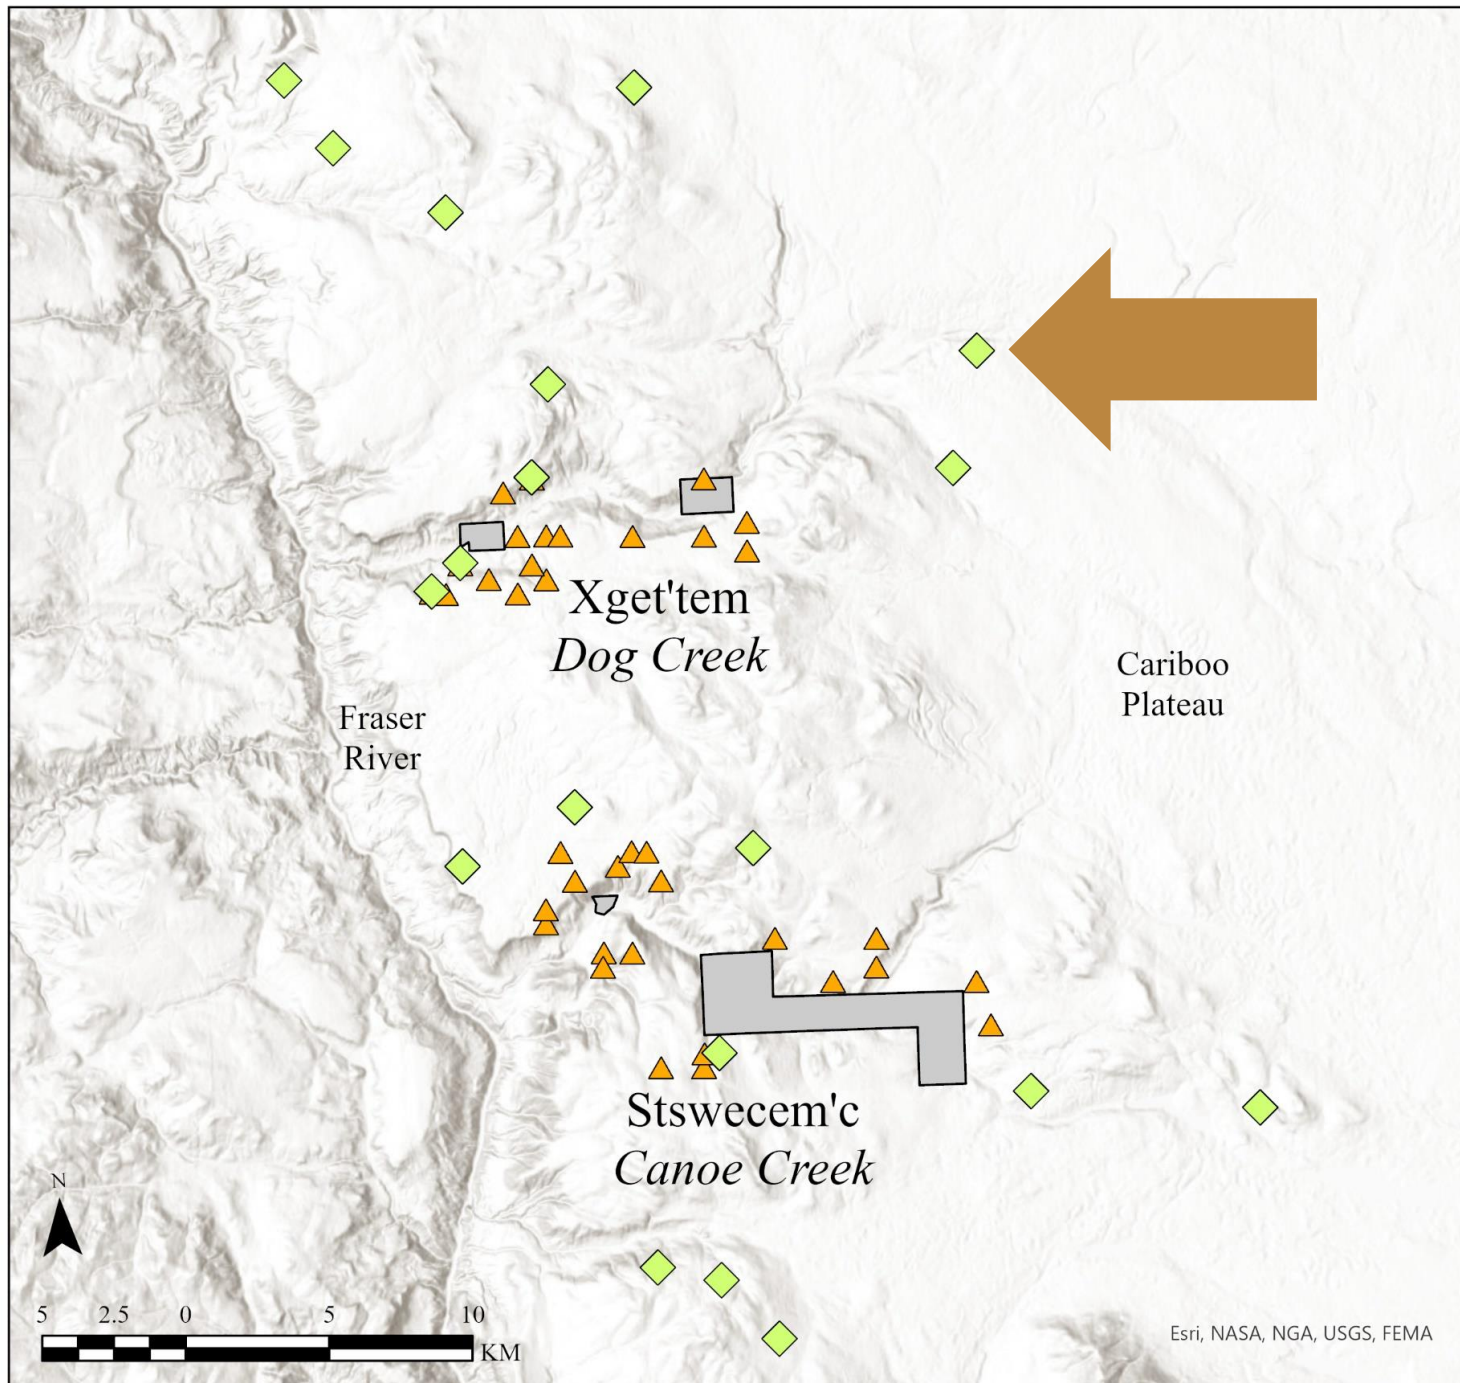 Xget'tem
Dog Creek
Cariboo
Plateau
Fraser
River
Stswecem'c
Canoe Creek
N
5 2.5 0 5 10
KM
Esri, NASA, NGA, USGS, FEMA